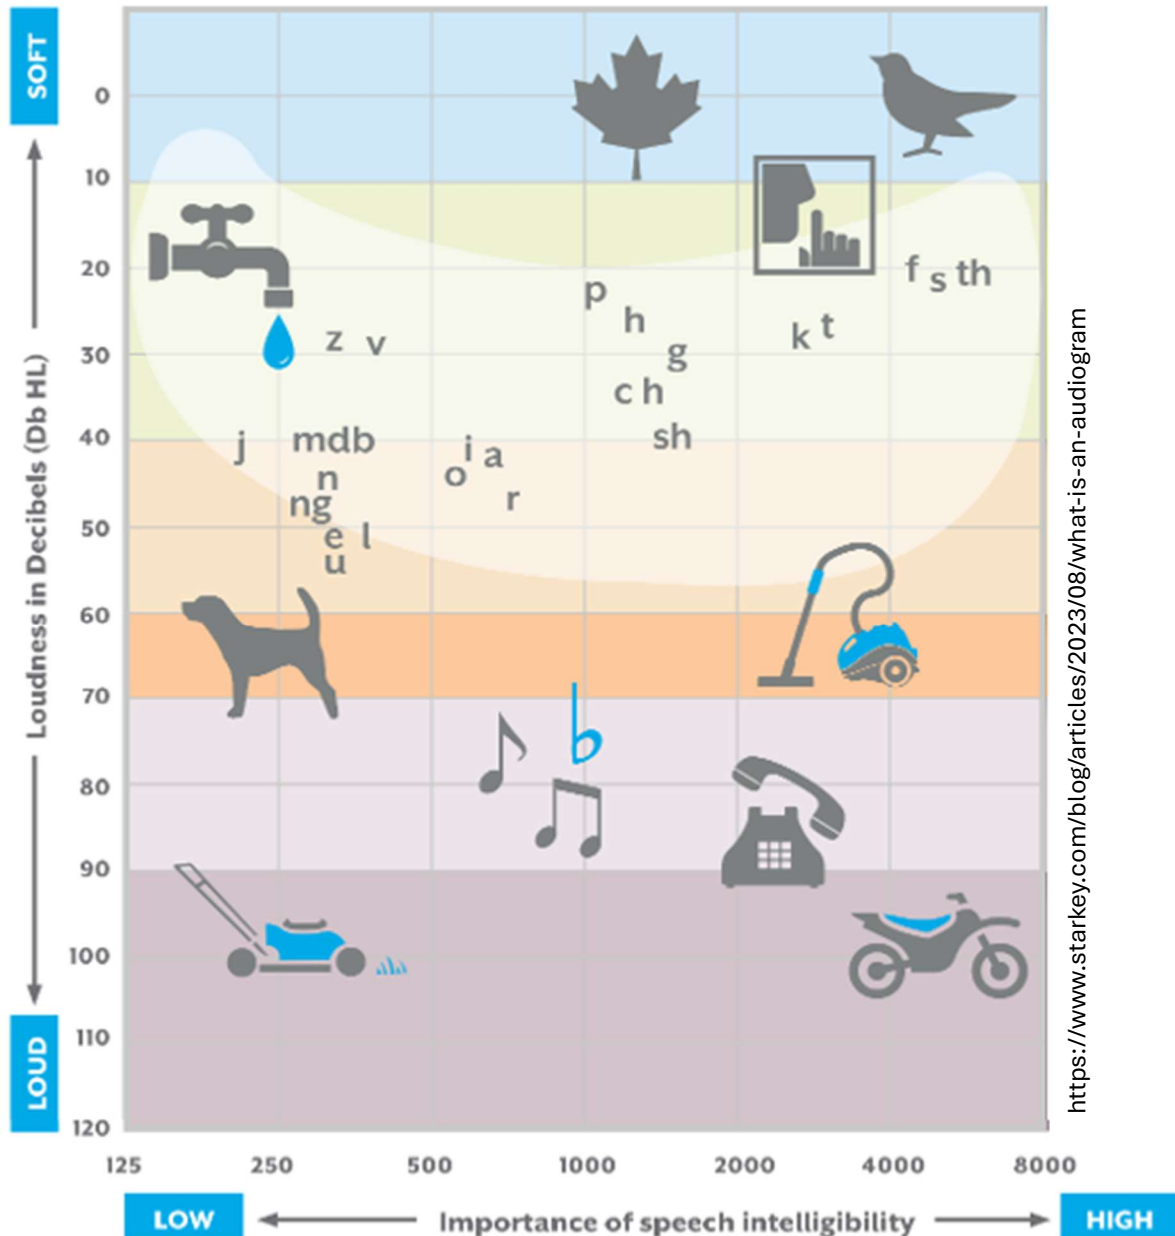 SOFT
Loudness in Decibels (Db HL)
LOUD
0
10
20
30
40
50
60
70
80
90
100
110
120
p
h
g
c h
sh
f s th
k t
z v
j
mdb
n
ng
e l
u
i a
o
r
125 250 500 1000 2000 4000 8000
LOW Importance of speech intelligibility HIGH
https://www.starkey.com/blog/articles/2023/08/what-is-an-audiogram